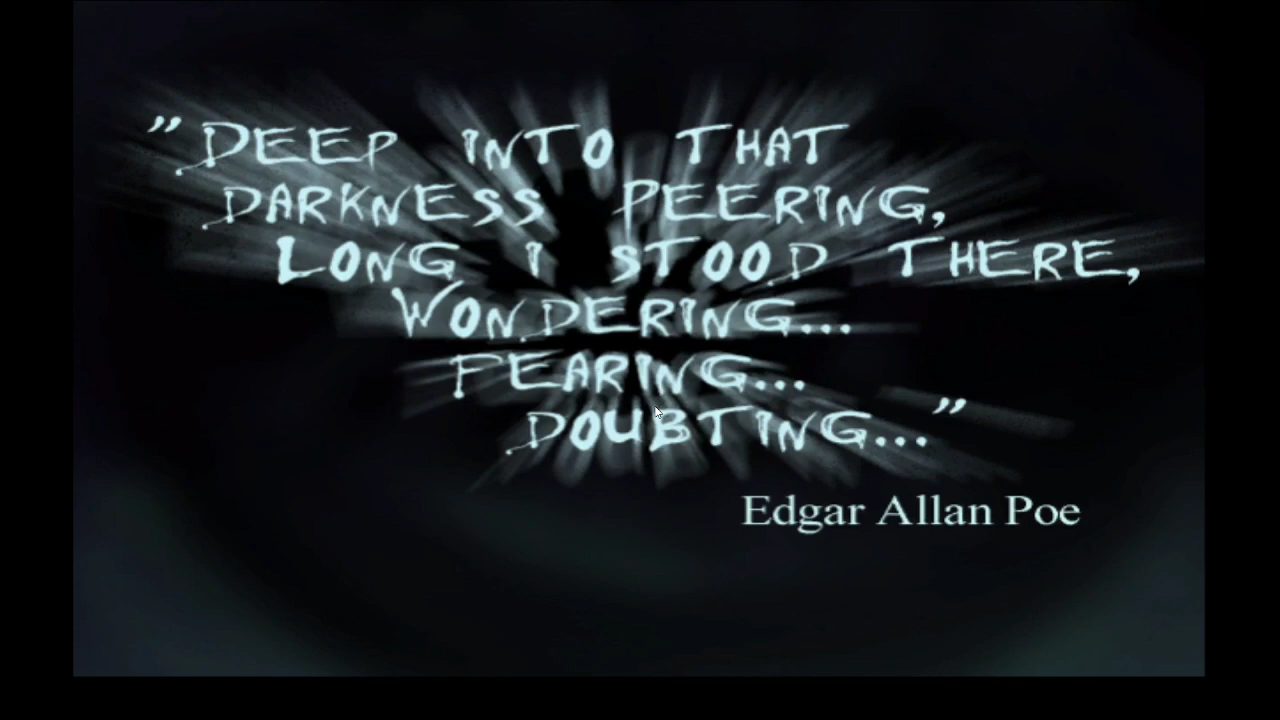 "DEEP INTO THAT
DARKNESS PEERING,
LONG I STOOD THERE,
WONDERING...
FEARING...
DOUBTING..."
Edgar Allan Poe